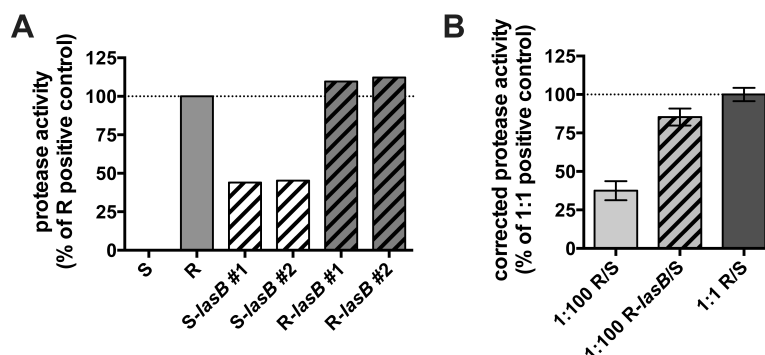 A
protease activity
(% of R positive control)
125
100
75
50
25
0
S
R
S-lasB #1
S-lasB #2
R-lasB #1
R-lasB #2
B
corrected protease activity
(% of 1:1 positive control)
125
100
75
50
25
0
1:100 R/S
1:100 R-lasB/S
1:1 R/S